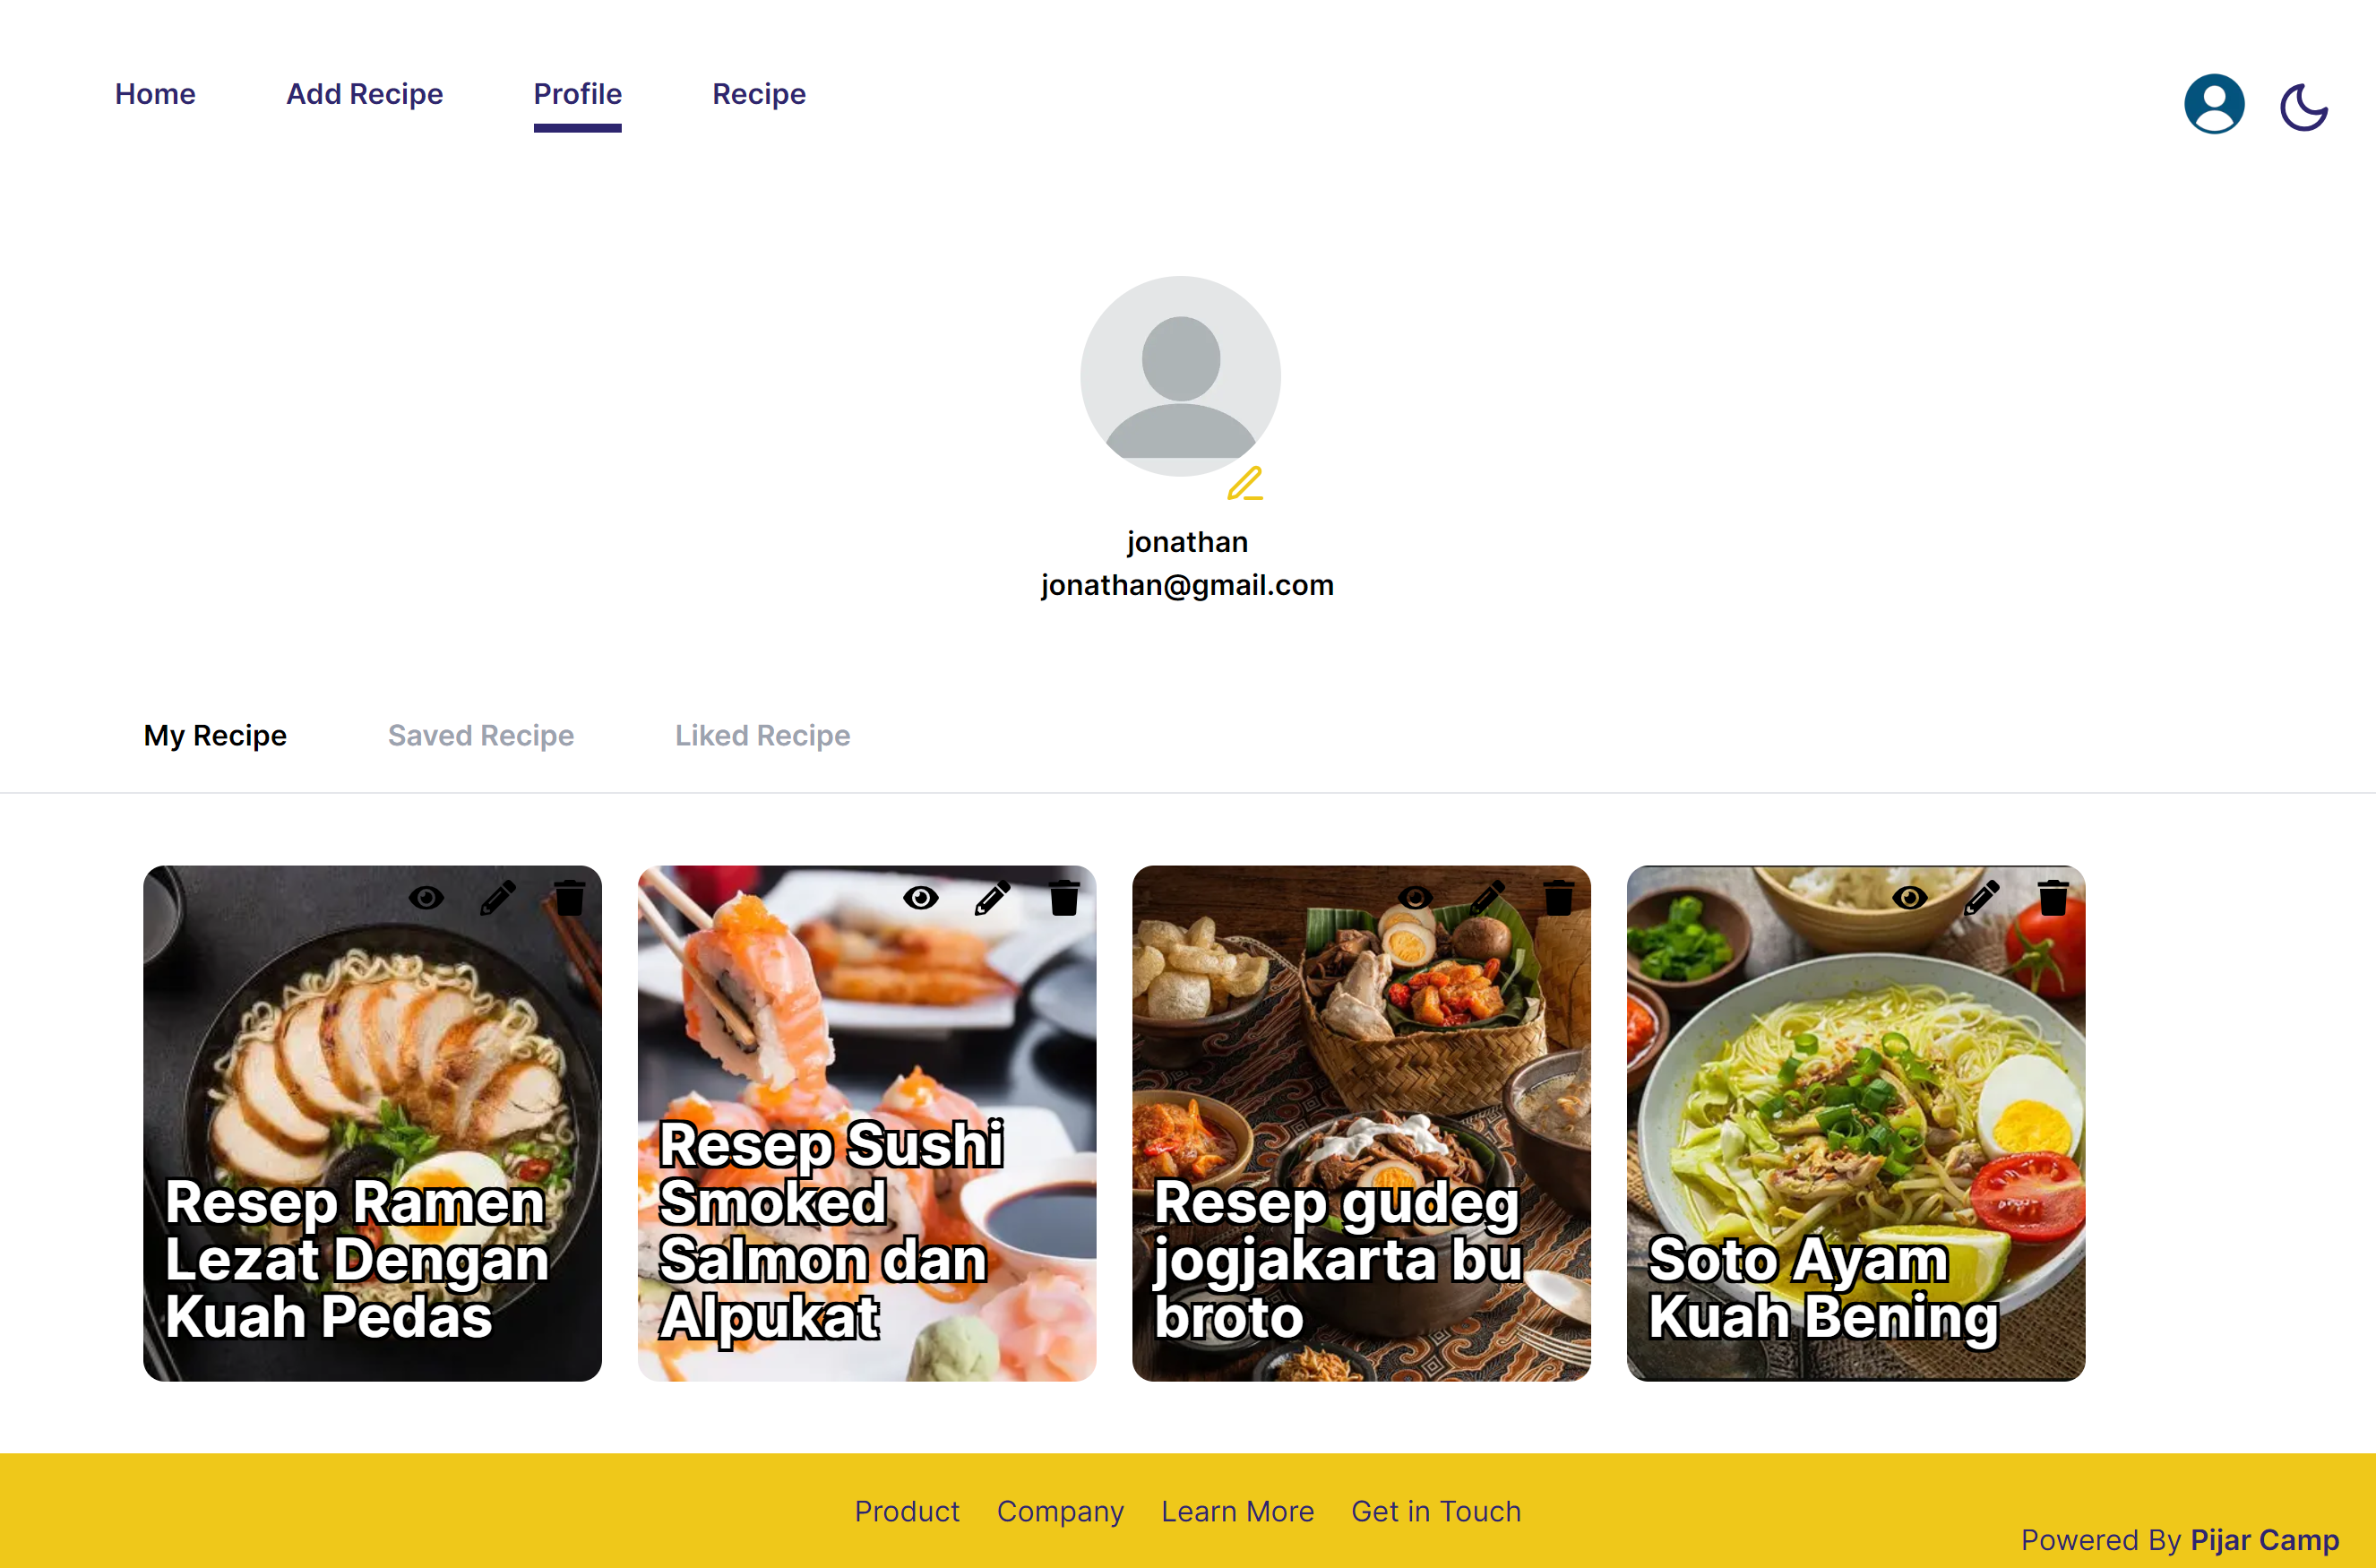 Home Add Recipe Profile Recipe
jonathan
jonathan@gmail.com
My Recipe Saved Recipe Liked Recipe
Resep Ramen
Lezat Dengan
Kuah Pedas
Resep Sushi
Smoked
Salmon dan
Alpukat
Resep gudeg
jogjakarta bu
broto
Soto Ayam
Kuah Bening
Product Company Learn More Get in Touch
Powered By Pijar Camp